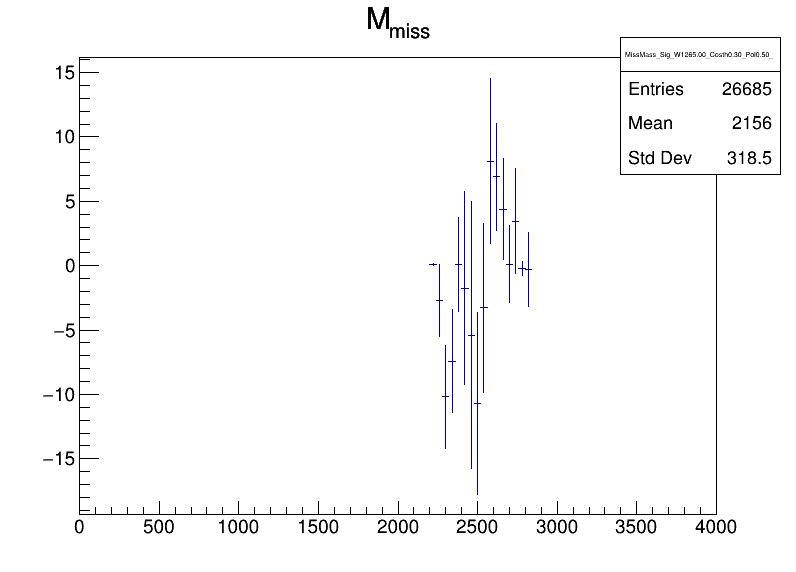 M_miss
MissMass_Sig_W1265.00_Costh0.30_Pol0.50_
Entries 26685
Mean 2156
Std Dev 318.5
15
10
5
0
−5
−10
−15
0 500 1000 1500 2000 2500 3000 3500 4000